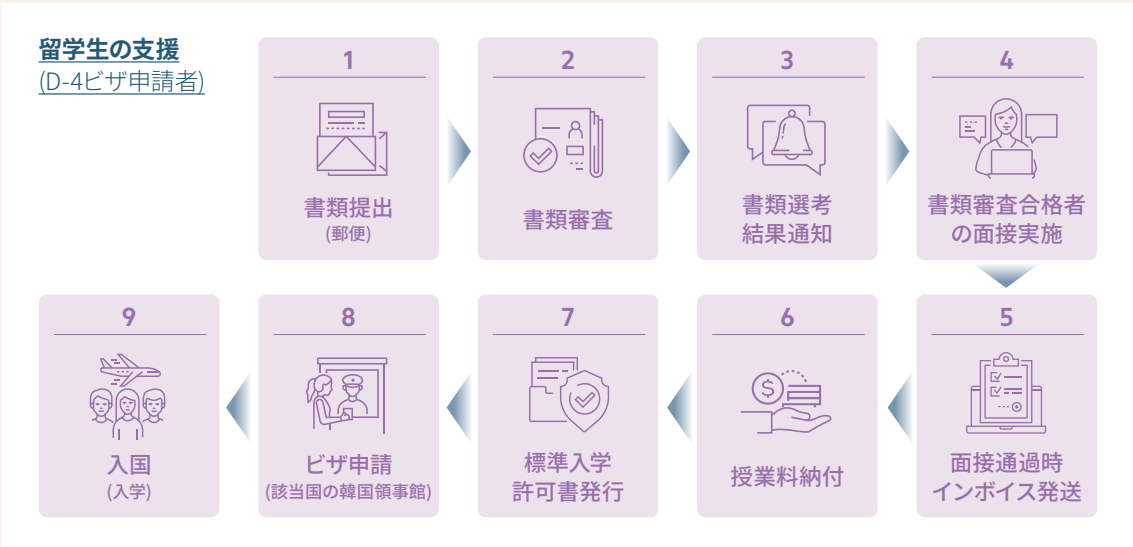 留学生の支援
(D-4ビザ申請者)
1
書類提出
(郵便)
2
書類審査
3
書類選考
結果通知
4
書類審査合格者
の面接実施
5
面接通過時
インボイス発送
6
$
授業料納付
7
標準入学
許可書発行
8
ビザ申請
(該当国の韓国領事館)
9
入国
(入学)